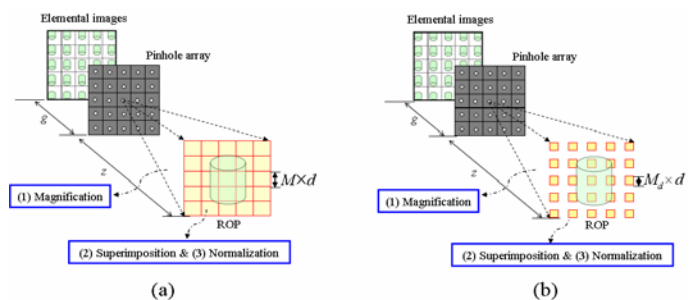 Elemental images
Pinhole array
g
z
M×d
(1) Magnification
ROP
(2) Superimposition & (3) Normalization
(a)
Elemental images
Pinhole array
g
z
M_d×d
(1) Magnification
ROP
(2) Superimposition & (3) Normalization
(b)